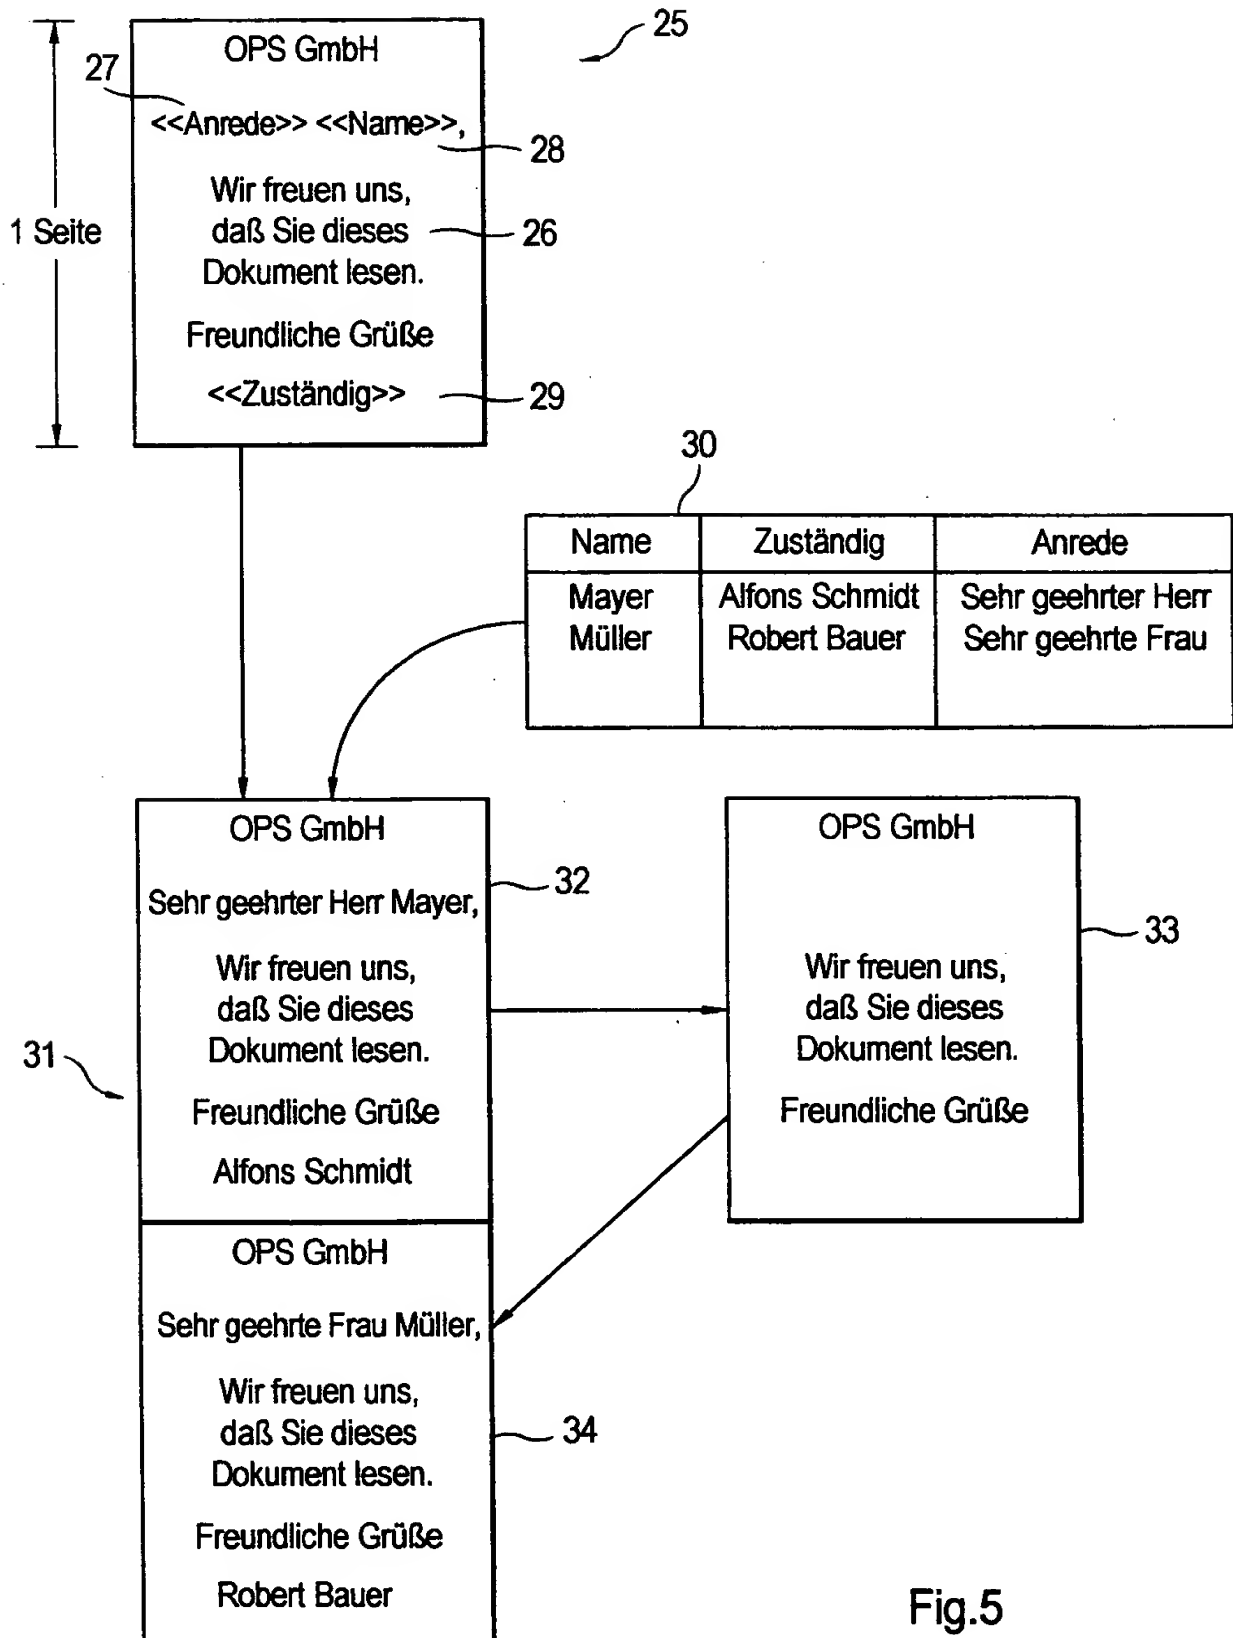 25
OPS GmbH
27
<<Anrede>> <<Name>>,
28
Wir freuen uns,
daß Sie dieses
Dokument lesen.
26
1 Seite
Freundliche Grüße
<<Zuständig>>
29
30
Name Zuständig Anrede
Mayer Alfons Schmidt Sehr geehrter Herr
Müller Robert Bauer Sehr geehrte Frau
OPS GmbH
32
Sehr geehrter Herr Mayer,
Wir freuen uns,
daß Sie dieses
Dokument lesen.
31
Freundliche Grüße
Alfons Schmidt
OPS GmbH
33
Wir freuen uns,
daß Sie dieses
Dokument lesen.
Freundliche Grüße
OPS GmbH
Sehr geehrte Frau Müller,
Wir freuen uns,
daß Sie dieses
Dokument lesen.
34
Freundliche Grüße
Robert Bauer
Fig.5